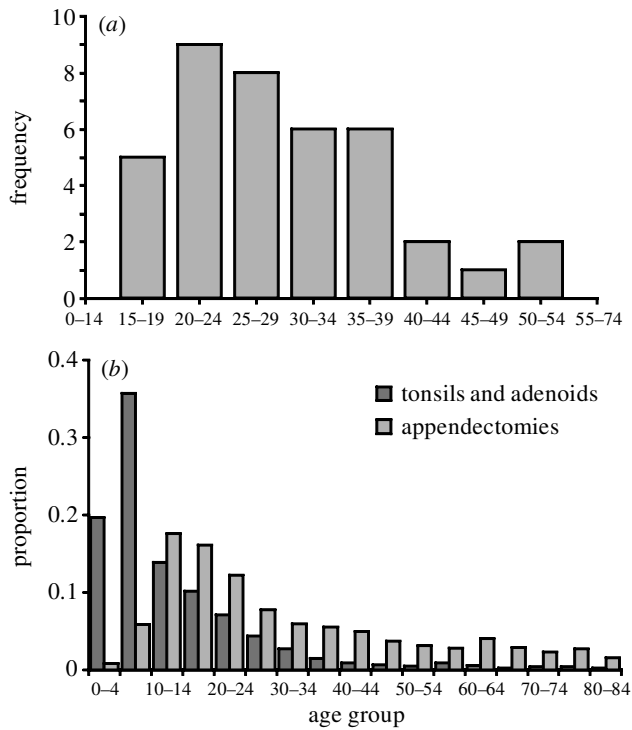 (a)
10
8
6
4
2
0
frequency
0–14 15–19 20–24 25–29 30–34 35–39 40–44 45–49 50–54 55–74
(b)
0.4
0.3
0.2
0.1
0
proportion
tonsils and adenoids
appendectomies
0–4 10–14 20–24 30–34 40–44 50–54 60–64 70–74 80–84
age group